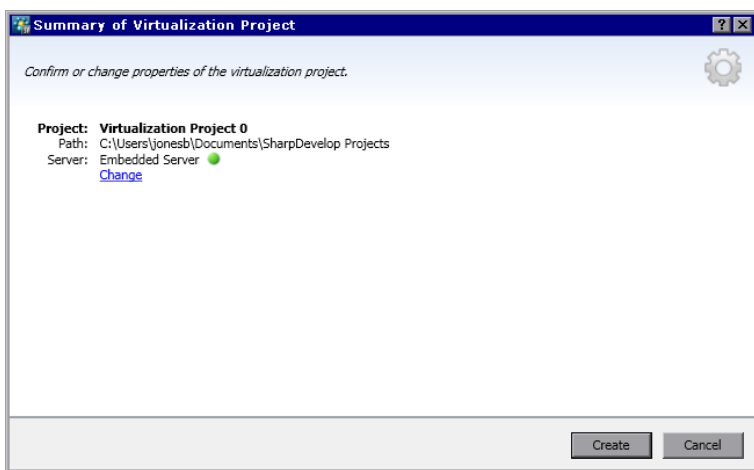 Summary of Virtualization Project
Confirm or change properties of the virtualization project.
Project: Virtualization Project 0
Path: C:\Users\jonesb\Documents\SharpDevelop Projects
Server: Embedded Server
Change
Create Cancel